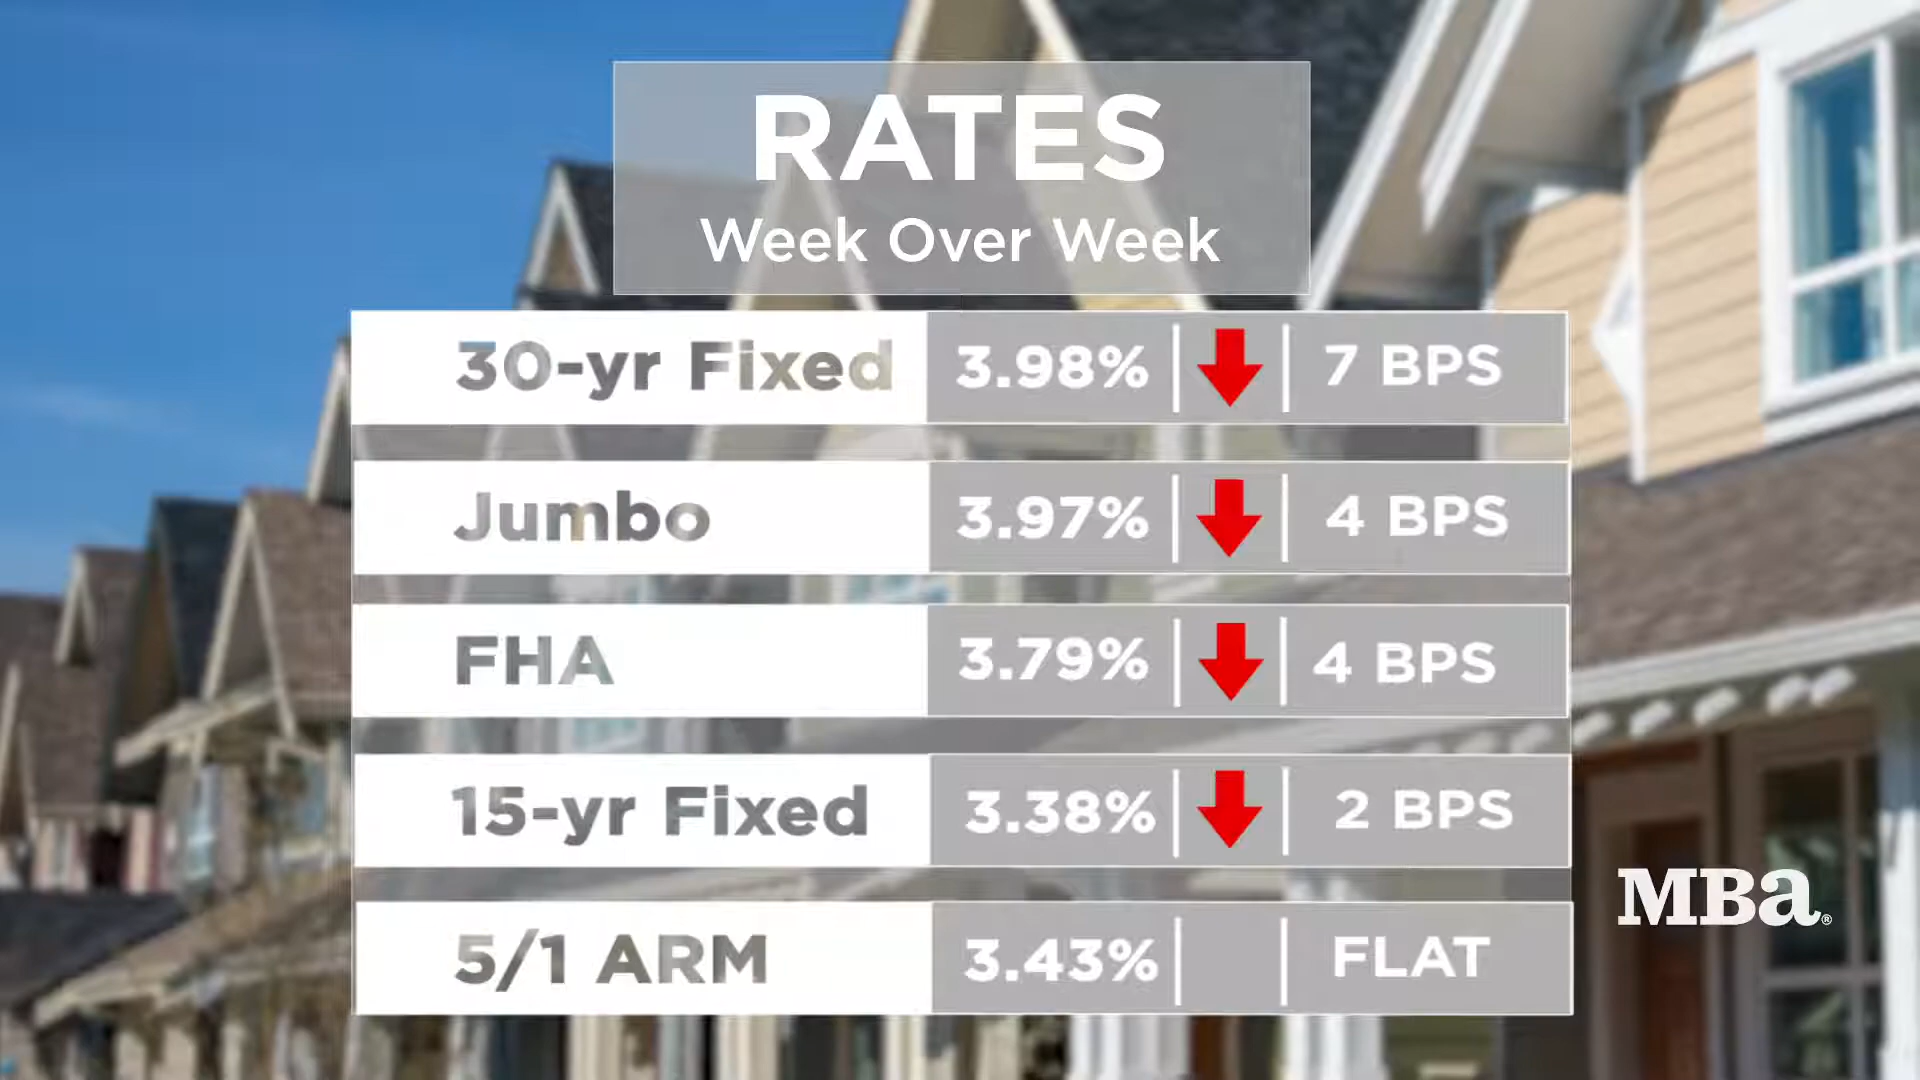 RATES
Week Over Week
30-yr Fixed 3.98% 7 BPS
Jumbo 3.97% 4 BPS
FHA 3.79% 4 BPS
15-yr Fixed 3.38% 2 BPS
5/1 ARM 3.43% FLAT
MBa®